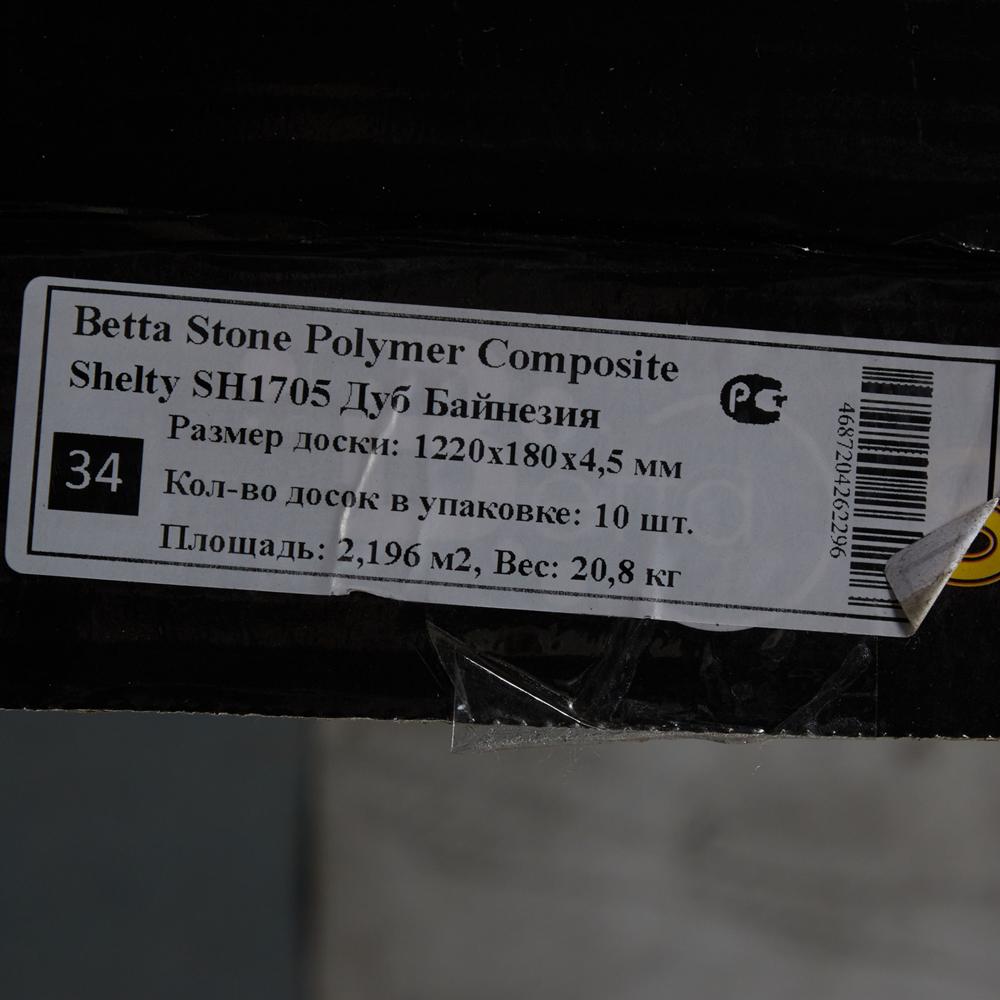 Betta Stone Polymer Composite
Shelty SH1705 Дуб Байнезия
Размер доски: 1220x180x4,5 мм
34
Кол-во досок в упаковке: 10 шт.
Площадь: 2,196 м2, Вес: 20,8 кг
РСТ
4687204262296